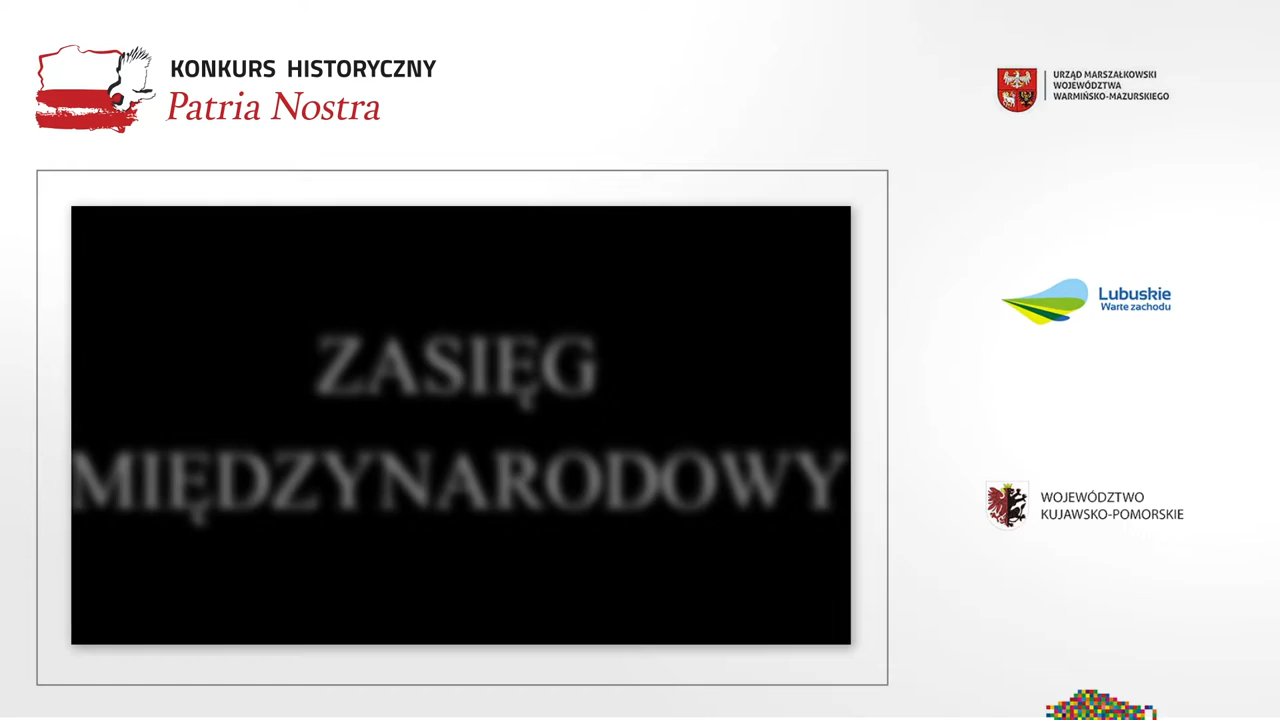 KONKURS HISTORYCZNY
Patria Nostra
URZĄD MARSZAŁKOWSKI
WOJEWÓDZTWA
WARMIŃSKO-MAZURSKIEGO
ZASIĘG
MIĘDZYNARODOWY
Lubuskie
Warte zachodu
WOJEWÓDZTWO
KUJAWSKO-POMORSKIE